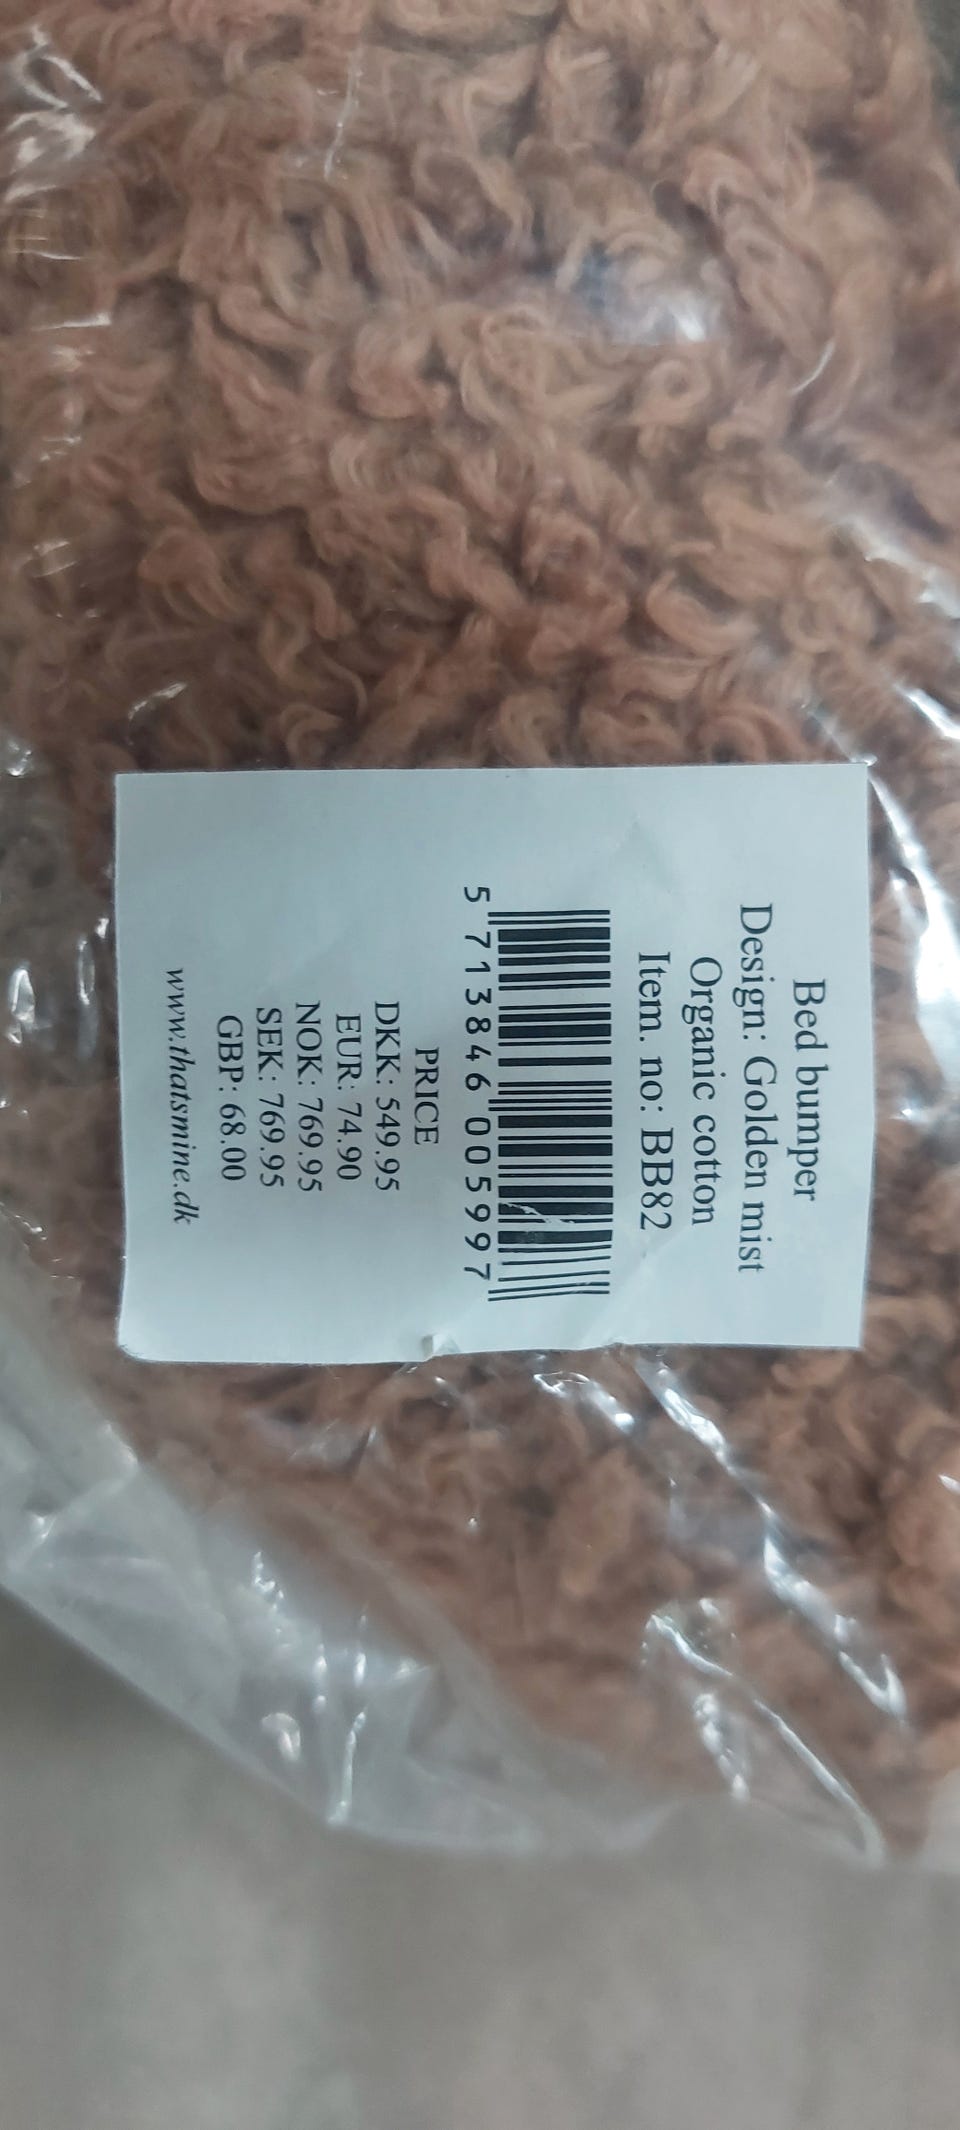 Bed bumper
Design: Golden mist
Organic cotton
Item. no: BB82
5 713846 005997
PRICE
DKK: 549.95
EUR: 74.90
NOK: 769.95
SEK: 769.95
GBP: 68.00
www.thatsmine.dk